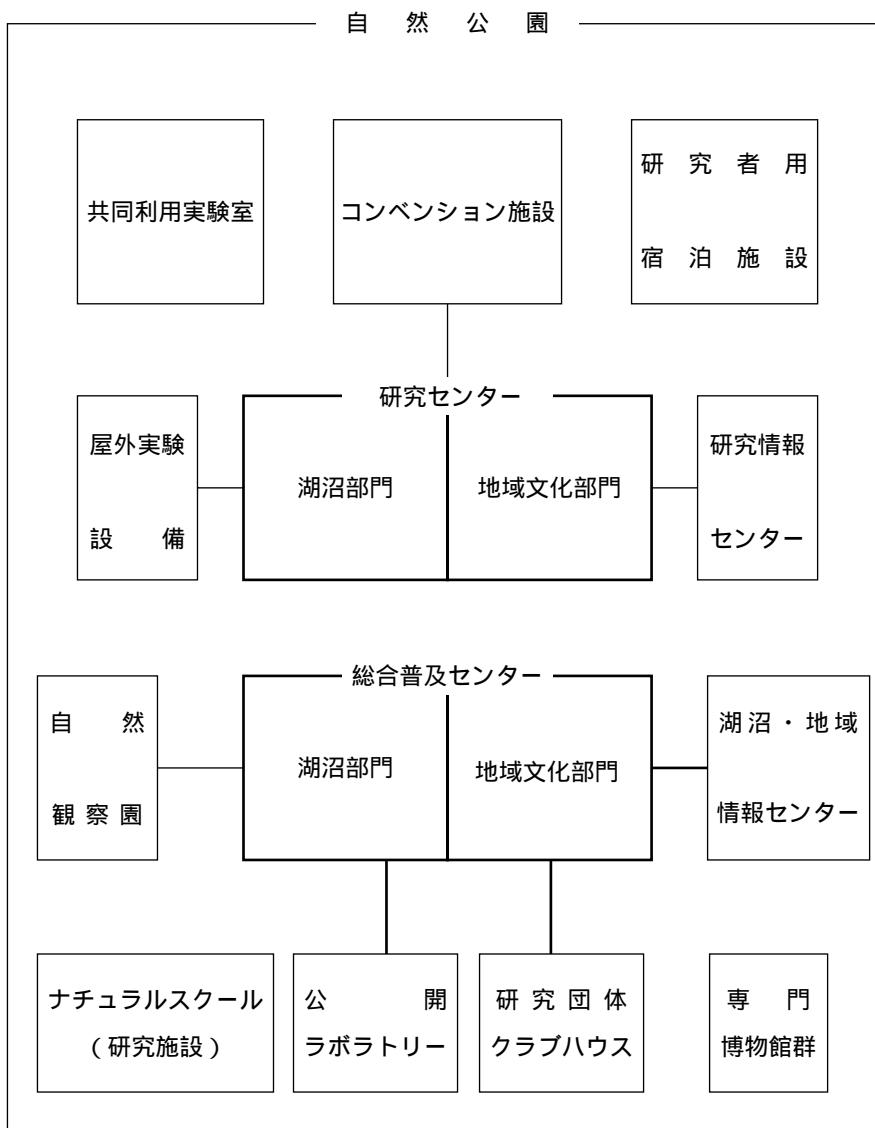 自然公園
共同利用実験室
コンベンション施設
研究者用
宿泊施設
研究センター
屋外実験
設備
湖沼部門
地域文化部門
研究情報
センター
総合普及センター
自然
観察園
湖沼部門
地域文化部門
湖沼・地域
情報センター
ナチュラルスクール
(研究施設)
公開
ラボラトリー
研究団体
クラブハウス
専門
博物館群